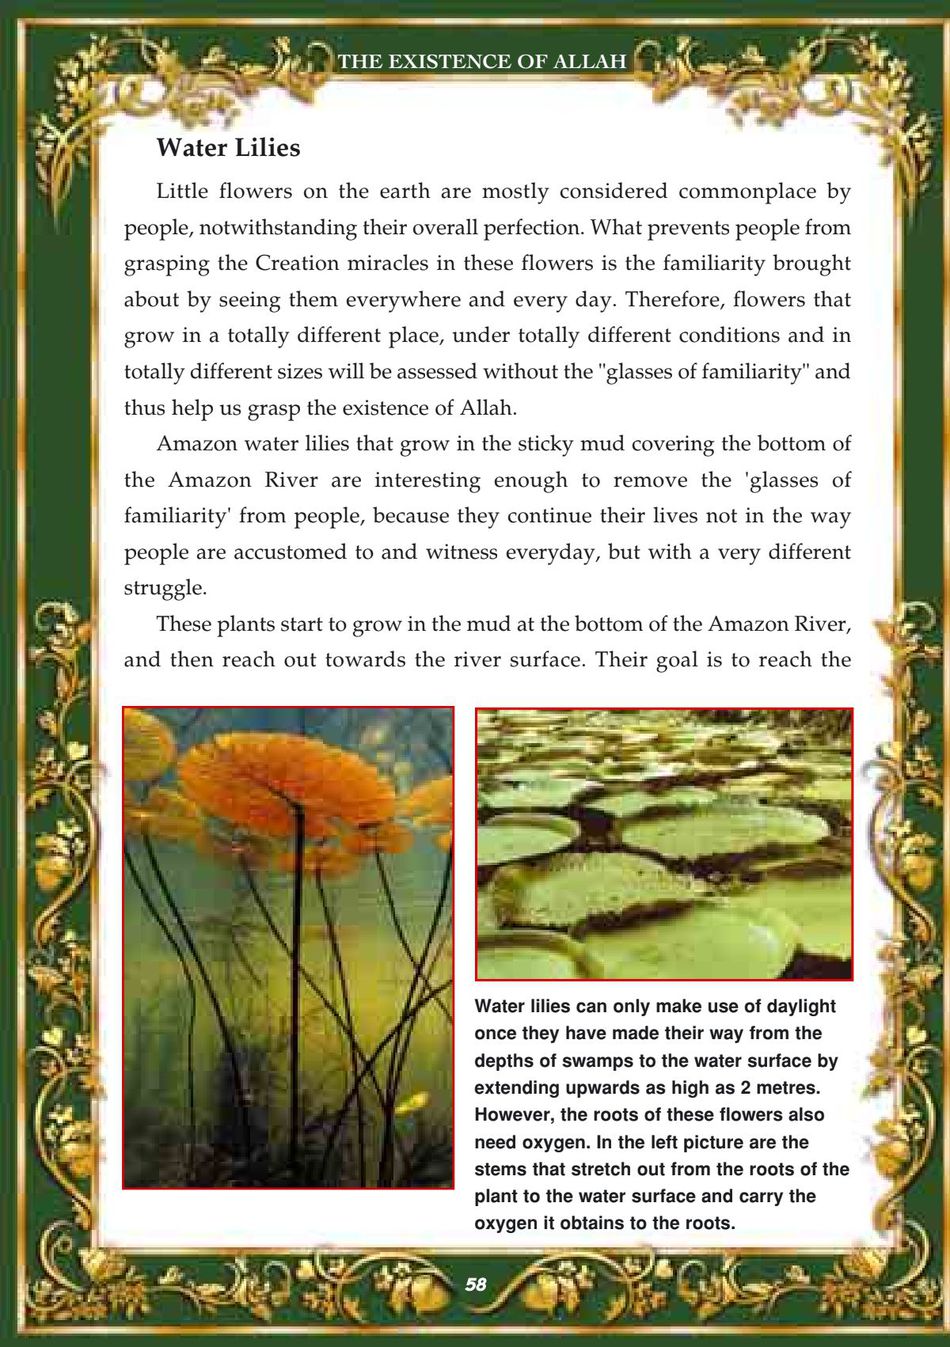 THE EXISTENCE OF ALLAH
Water Lilies
Little flowers on the earth are mostly considered commonplace by
people, notwithstanding their overall perfection. What prevents people from
grasping the Creation miracles in these flowers is the familiarity brought
about by seeing them everywhere and every day. Therefore, flowers that
grow in a totally different place, under totally different conditions and in
totally different sizes will be assessed without the "glasses of familiarity" and
thus help us grasp the existence of Allah.
Amazon water lilies that grow in the sticky mud covering the bottom of
the Amazon River are interesting enough to remove the 'glasses of
familiarity' from people, because they continue their lives not in the way
people are accustomed to and witness everyday, but with a very different
struggle.
These plants start to grow in the mud at the bottom of the Amazon River,
and then reach out towards the river surface. Their goal is to reach the
Water lilies can only make use of daylight
once they have made their way from the
depths of swamps to the water surface by
extending upwards as high as 2 metres.
However, the roots of these flowers also
need oxygen. In the left picture are the
stems that stretch out from the roots of the
plant to the water surface and carry the
oxygen it obtains to the roots.
58